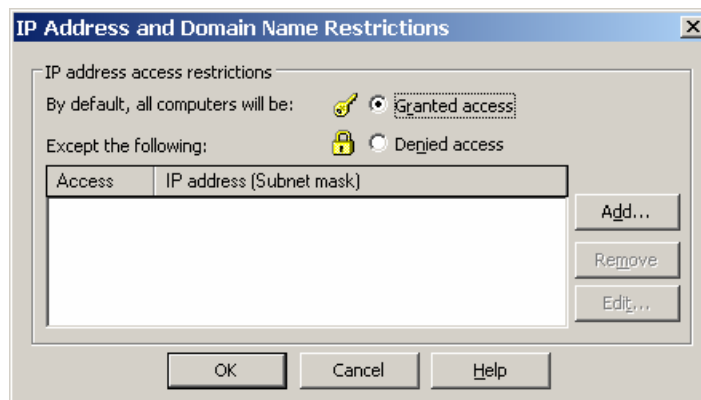 IP Address and Domain Name Restrictions
IP address access restrictions
By default, all computers will be: Granted access
Except the following: Denied access
Access IP address (Subnet mask)
Add...
Remove
Edit...
OK Cancel Help